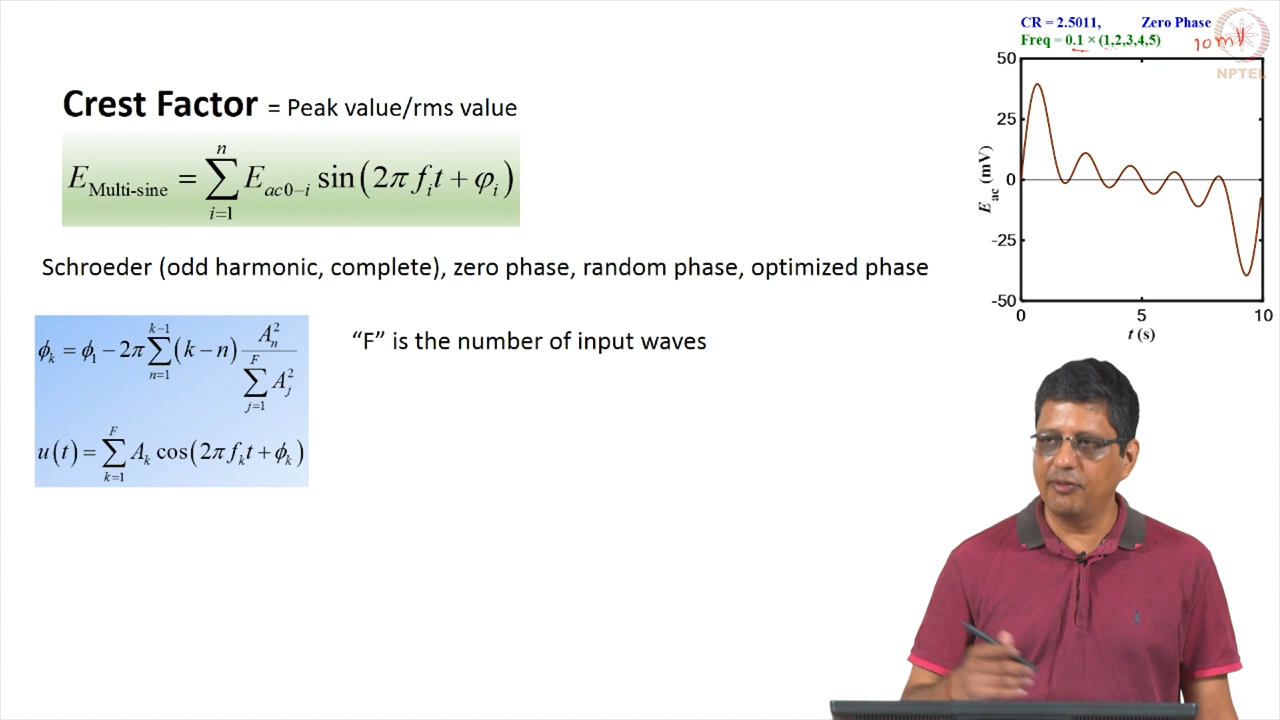 CR = 2.5011, Zero Phase
Freq = 0.1 × (1,2,3,4,5) 10 mV
NPTEL
Crest Factor = Peak value/rms value
E_Multi-sine = ∑_{i=1}^{n} E_{ac0-i} sin(2π f_i t + φ_i)
Schroeder (odd harmonic, complete), zero phase, random phase, optimized phase
ϕ_k = ϕ_1 − 2π ∑_{n=1}^{k−1} (k−n) A_n^2 / ∑_{j=1}^{F} A_j^2
“F” is the number of input waves
u(t) = ∑_{k=1}^{F} A_k cos(2π f_k t + ϕ_k)
50
25
0
-25
-50
E_ac (mV)
0 5 10
t (s)